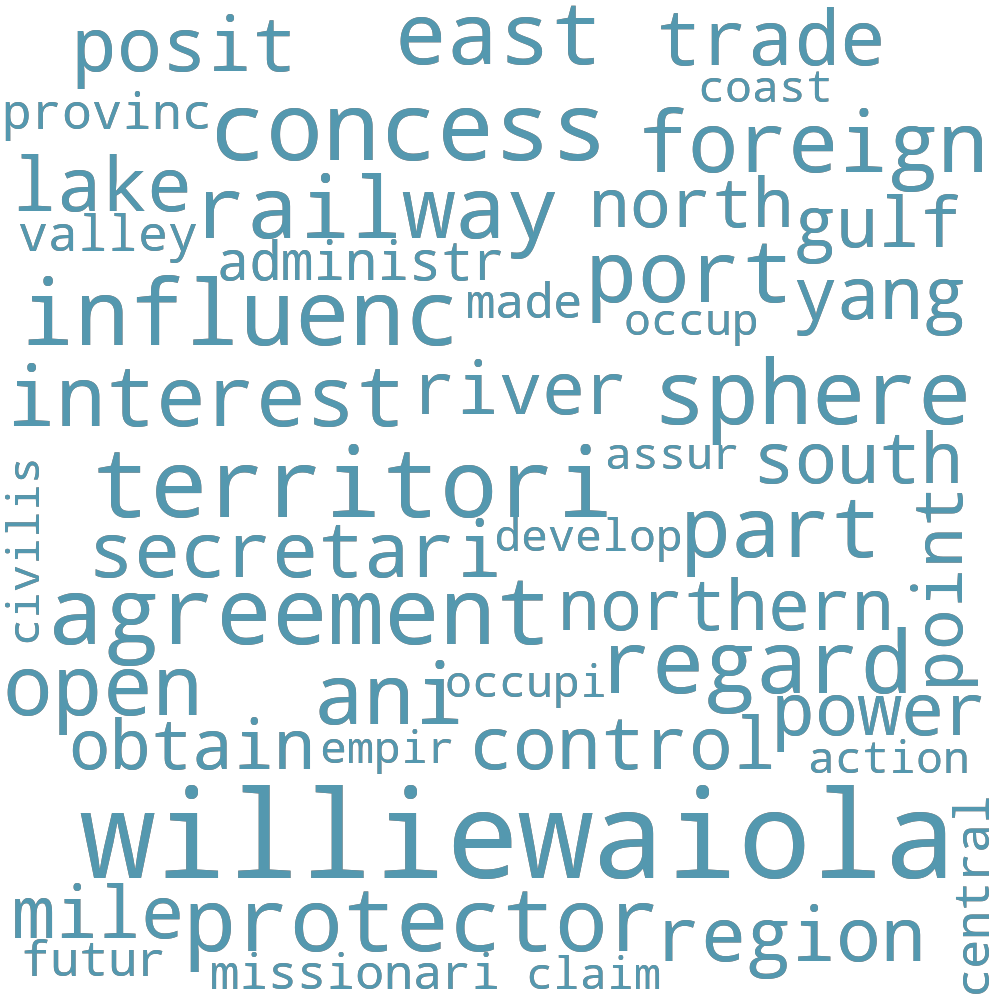 posit east trade
coast
provinc concess foreign
lake railway north gulf
valley administr port yang
influenc made occup
interest river sphere
territori assur south
civilis secretari develop part point
agreement northern
open ani occupi regard
obtain empir control power
action
williewaiola central
mile protector region
futur missionari claim